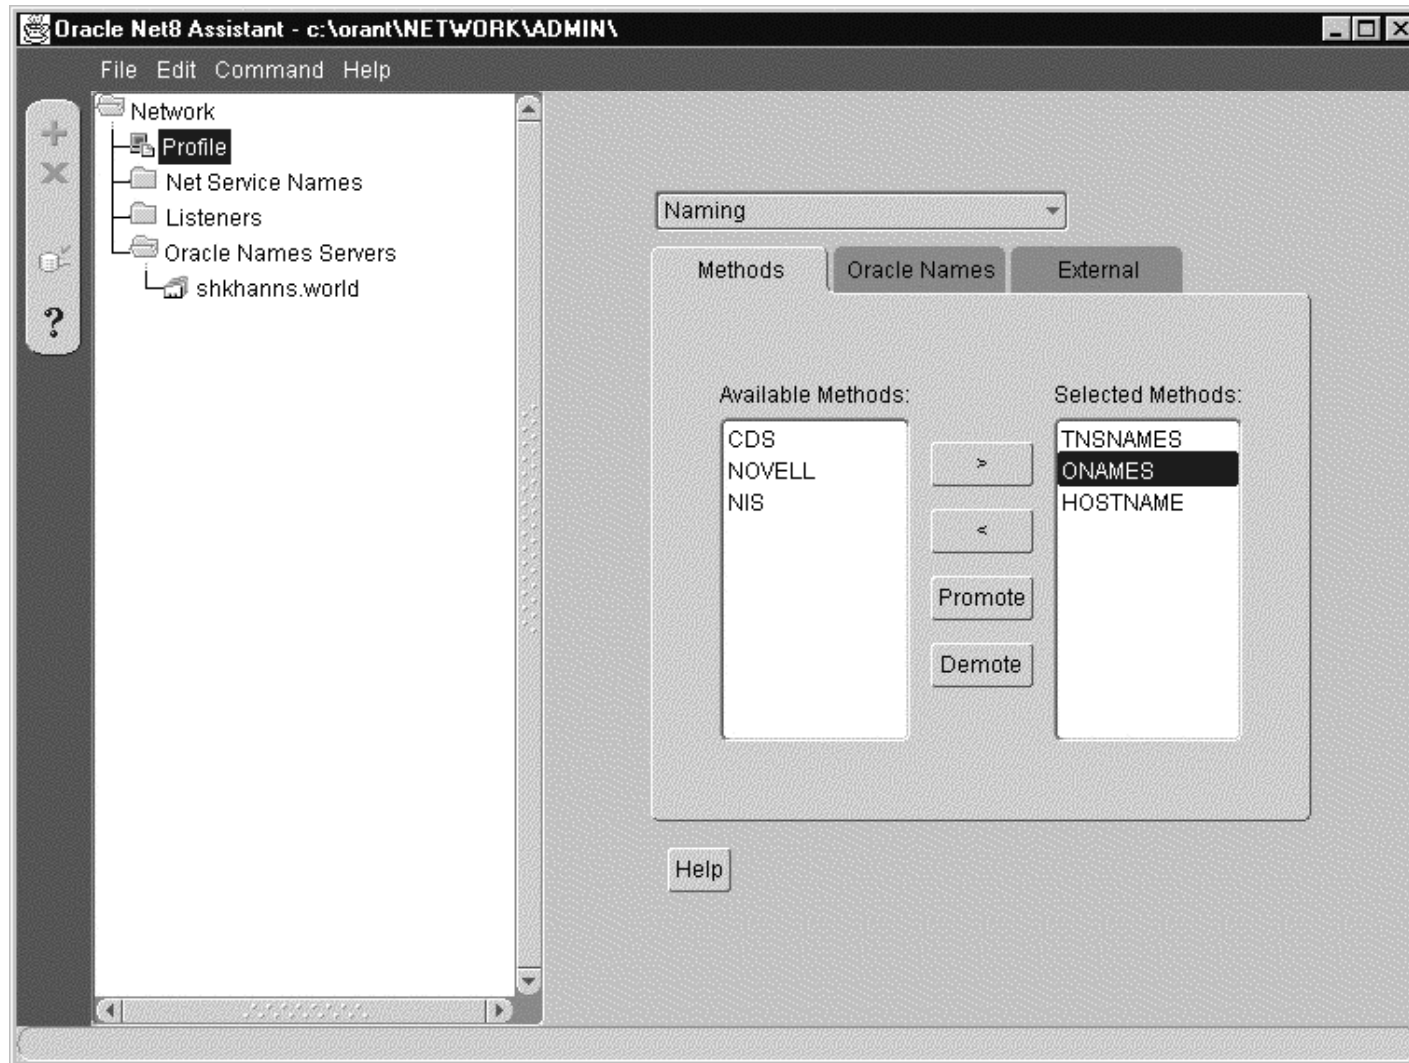 Oracle Net8 Assistant - c:\orant\NETWORK\ADMIN\
File Edit Command Help
Network
Profile
Net Service Names
Listeners
Oracle Names Servers
shkhanns.world
?
Naming
Methods Oracle Names External
Available Methods:
CDS
NOVELL
NIS
>
<
Promote
Demote
Selected Methods:
TNSNAMES
ONAMES
HOSTNAME
Help